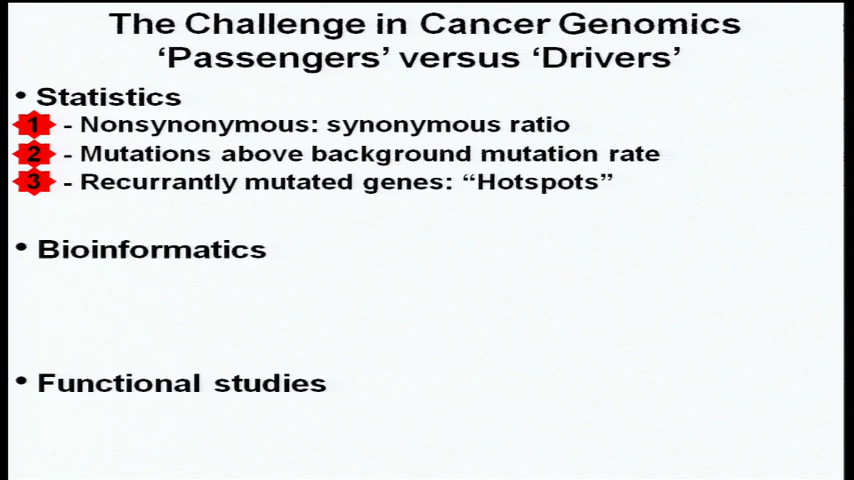 The Challenge in Cancer Genomics
‘Passengers’ versus ‘Drivers’
• Statistics
1 - Nonsynonymous: synonymous ratio
2 - Mutations above background mutation rate
3 - Recurrantly mutated genes: “Hotspots”
• Bioinformatics
• Functional studies